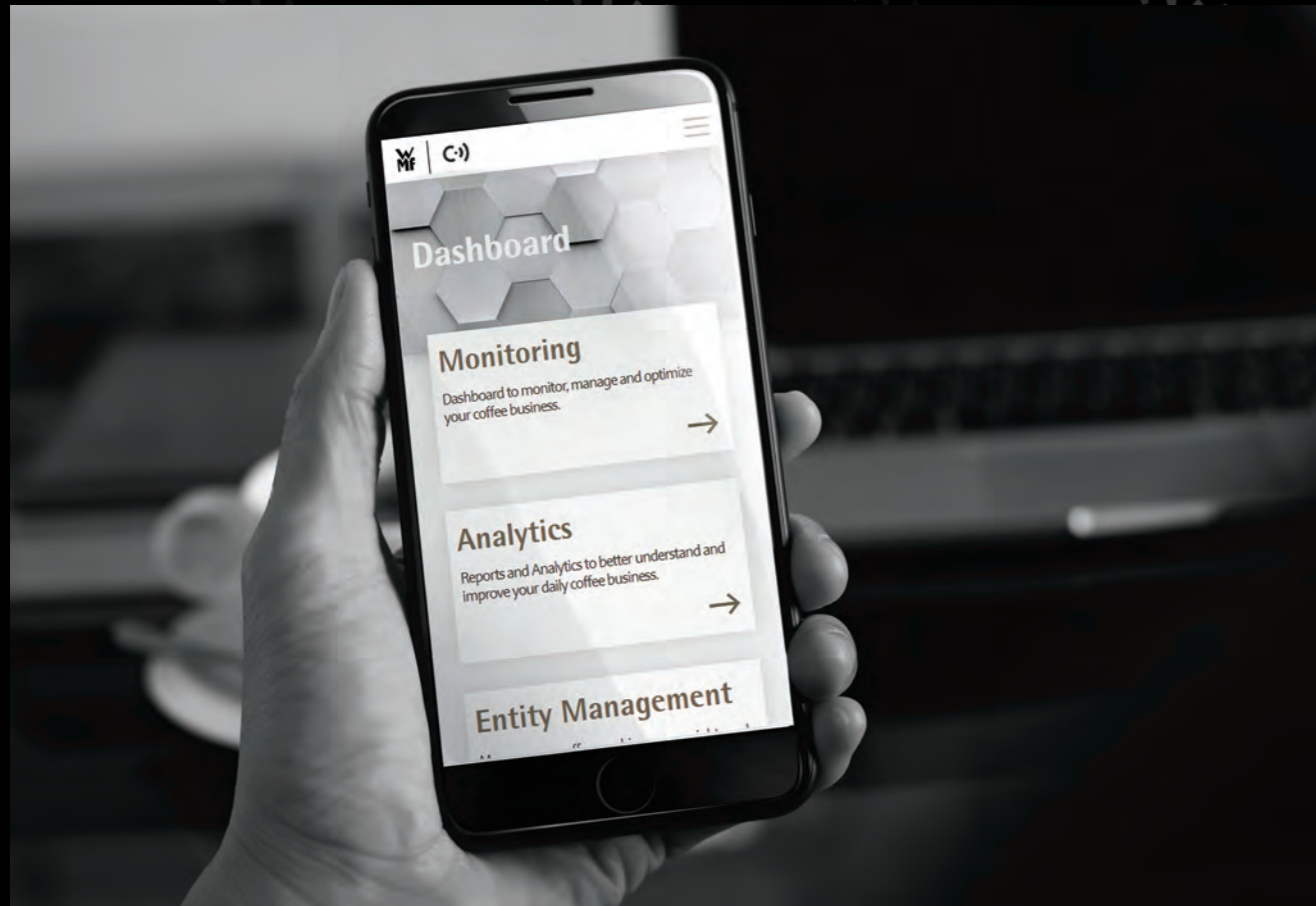 WMF
Dashboard
Monitoring
Dashboard to monitor, manage and optimize
your coffee business.
Analytics
Reports and Analytics to better understand and
improve your daily coffee business.
Entity Management